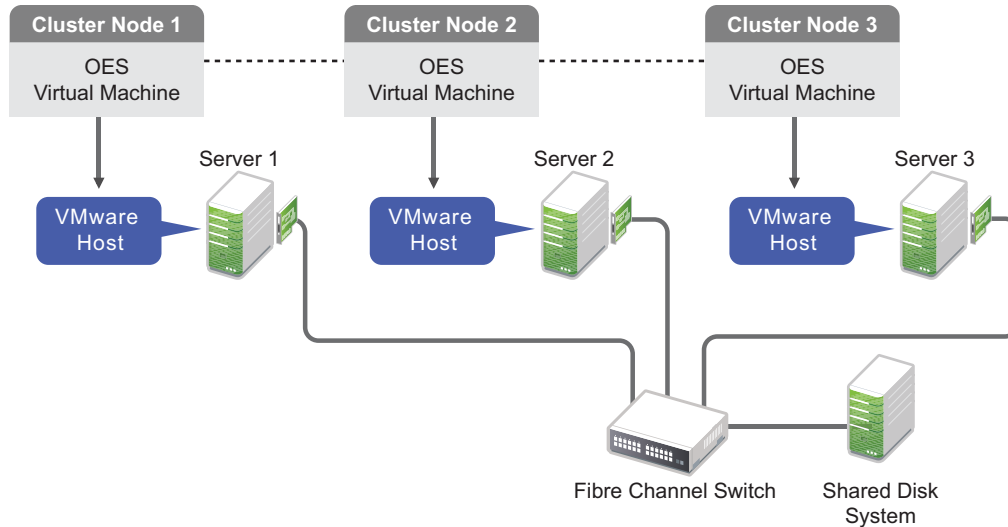 Cluster Node 1
OES
Virtual Machine
Cluster Node 2
OES
Virtual Machine
Cluster Node 3
OES
Virtual Machine
Server 1
Server 2
Server 3
VMware
Host
VMware
Host
VMware
Host
Fibre Channel Switch
Shared Disk
System